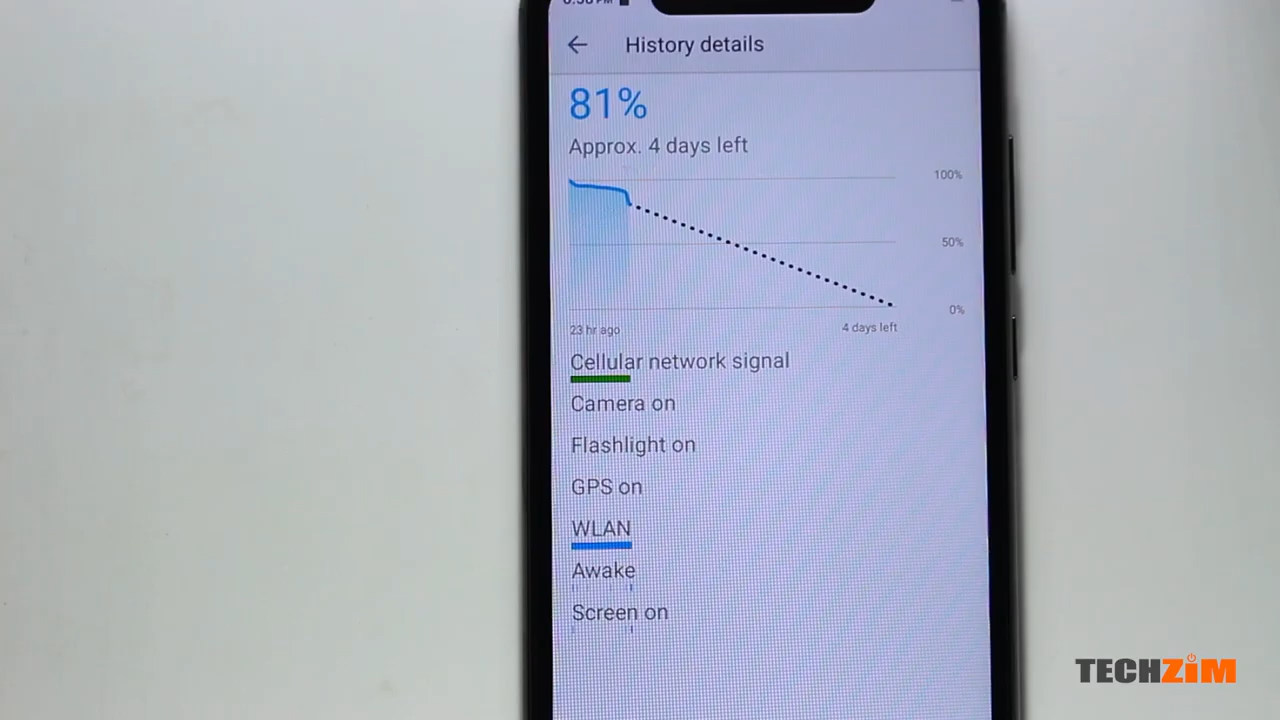 History details
81%
Approx. 4 days left
100%
50%
0%
23 hr ago
4 days left
Cellular network signal
Camera on
Flashlight on
GPS on
WLAN
Awake
Screen on
TECHZiM